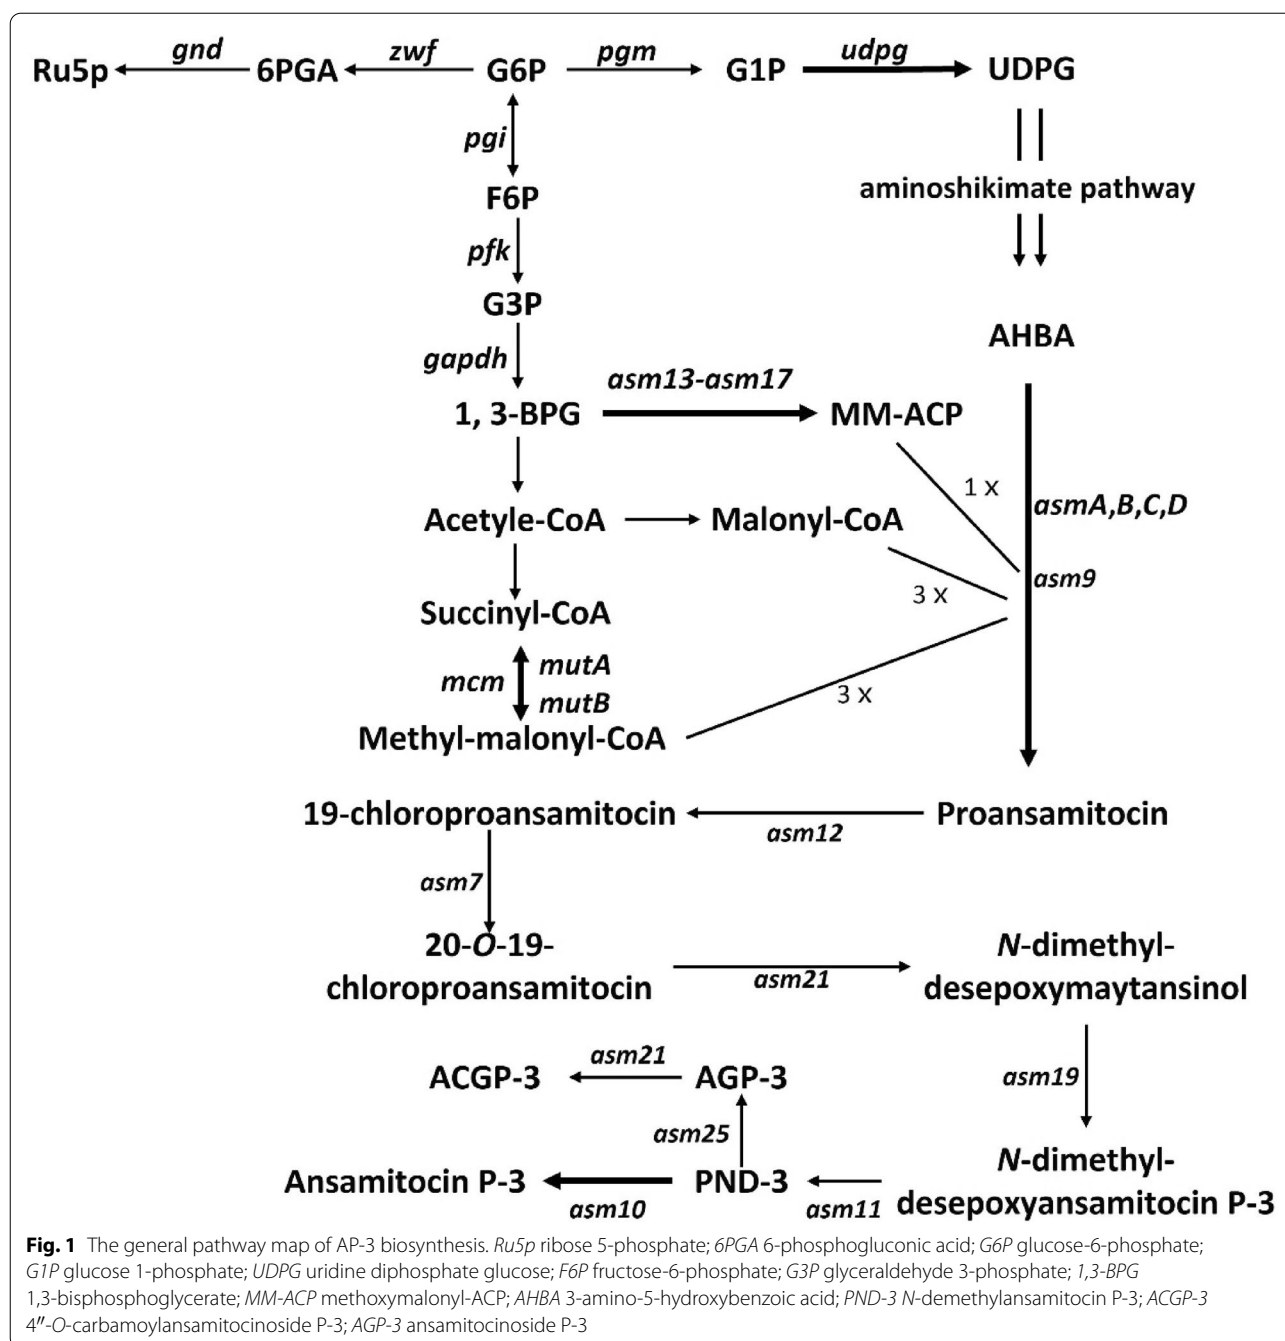 gnd zwf pgm udpg
Ru5p 6PGA G6P G1P UDPG
pgi
aminoshikimate pathway
F6P
pfk
G3P
AHBA
gapdh
asm13-asm17
1, 3-BPG MM-ACP
1 x
asmA,B,C,D
Acetyle-CoA Malonyl-CoA
asm9
3 x
Succinyl-CoA
mutA
mcm
mutB
3 x
Methyl-malonyl-CoA
19-chloroproansamitocin Proansamitocin
asm12
asm7
20-O-19-
chloroproansamitocin
asm21
N-dimethyl-
desepoxymaytansinol
asm19
asm21
ACGP-3 AGP-3
asm25
Ansamitocin P-3 PND-3
asm10
asm11
N-dimethyl-
desepoxyansamitocin P-3
Fig. 1 The general pathway map of AP-3 biosynthesis. Ru5p ribose 5-phosphate; 6PGA 6-phosphogluconic acid; G6P glucose-6-phosphate;
G1P glucose 1-phosphate; UDPG uridine diphosphate glucose; F6P fructose-6-phosphate; G3P glyceraldehyde 3-phosphate; 1,3-BPG
1,3-bisphosphoglycerate; MM-ACP methoxymalonyl-ACP; AHBA 3-amino-5-hydroxybenzoic acid; PND-3 N-demethylansamitocin P-3; ACGP-3
4″-O-carbamoylansamitocinoside P-3; AGP-3 ansamitocinoside P-3